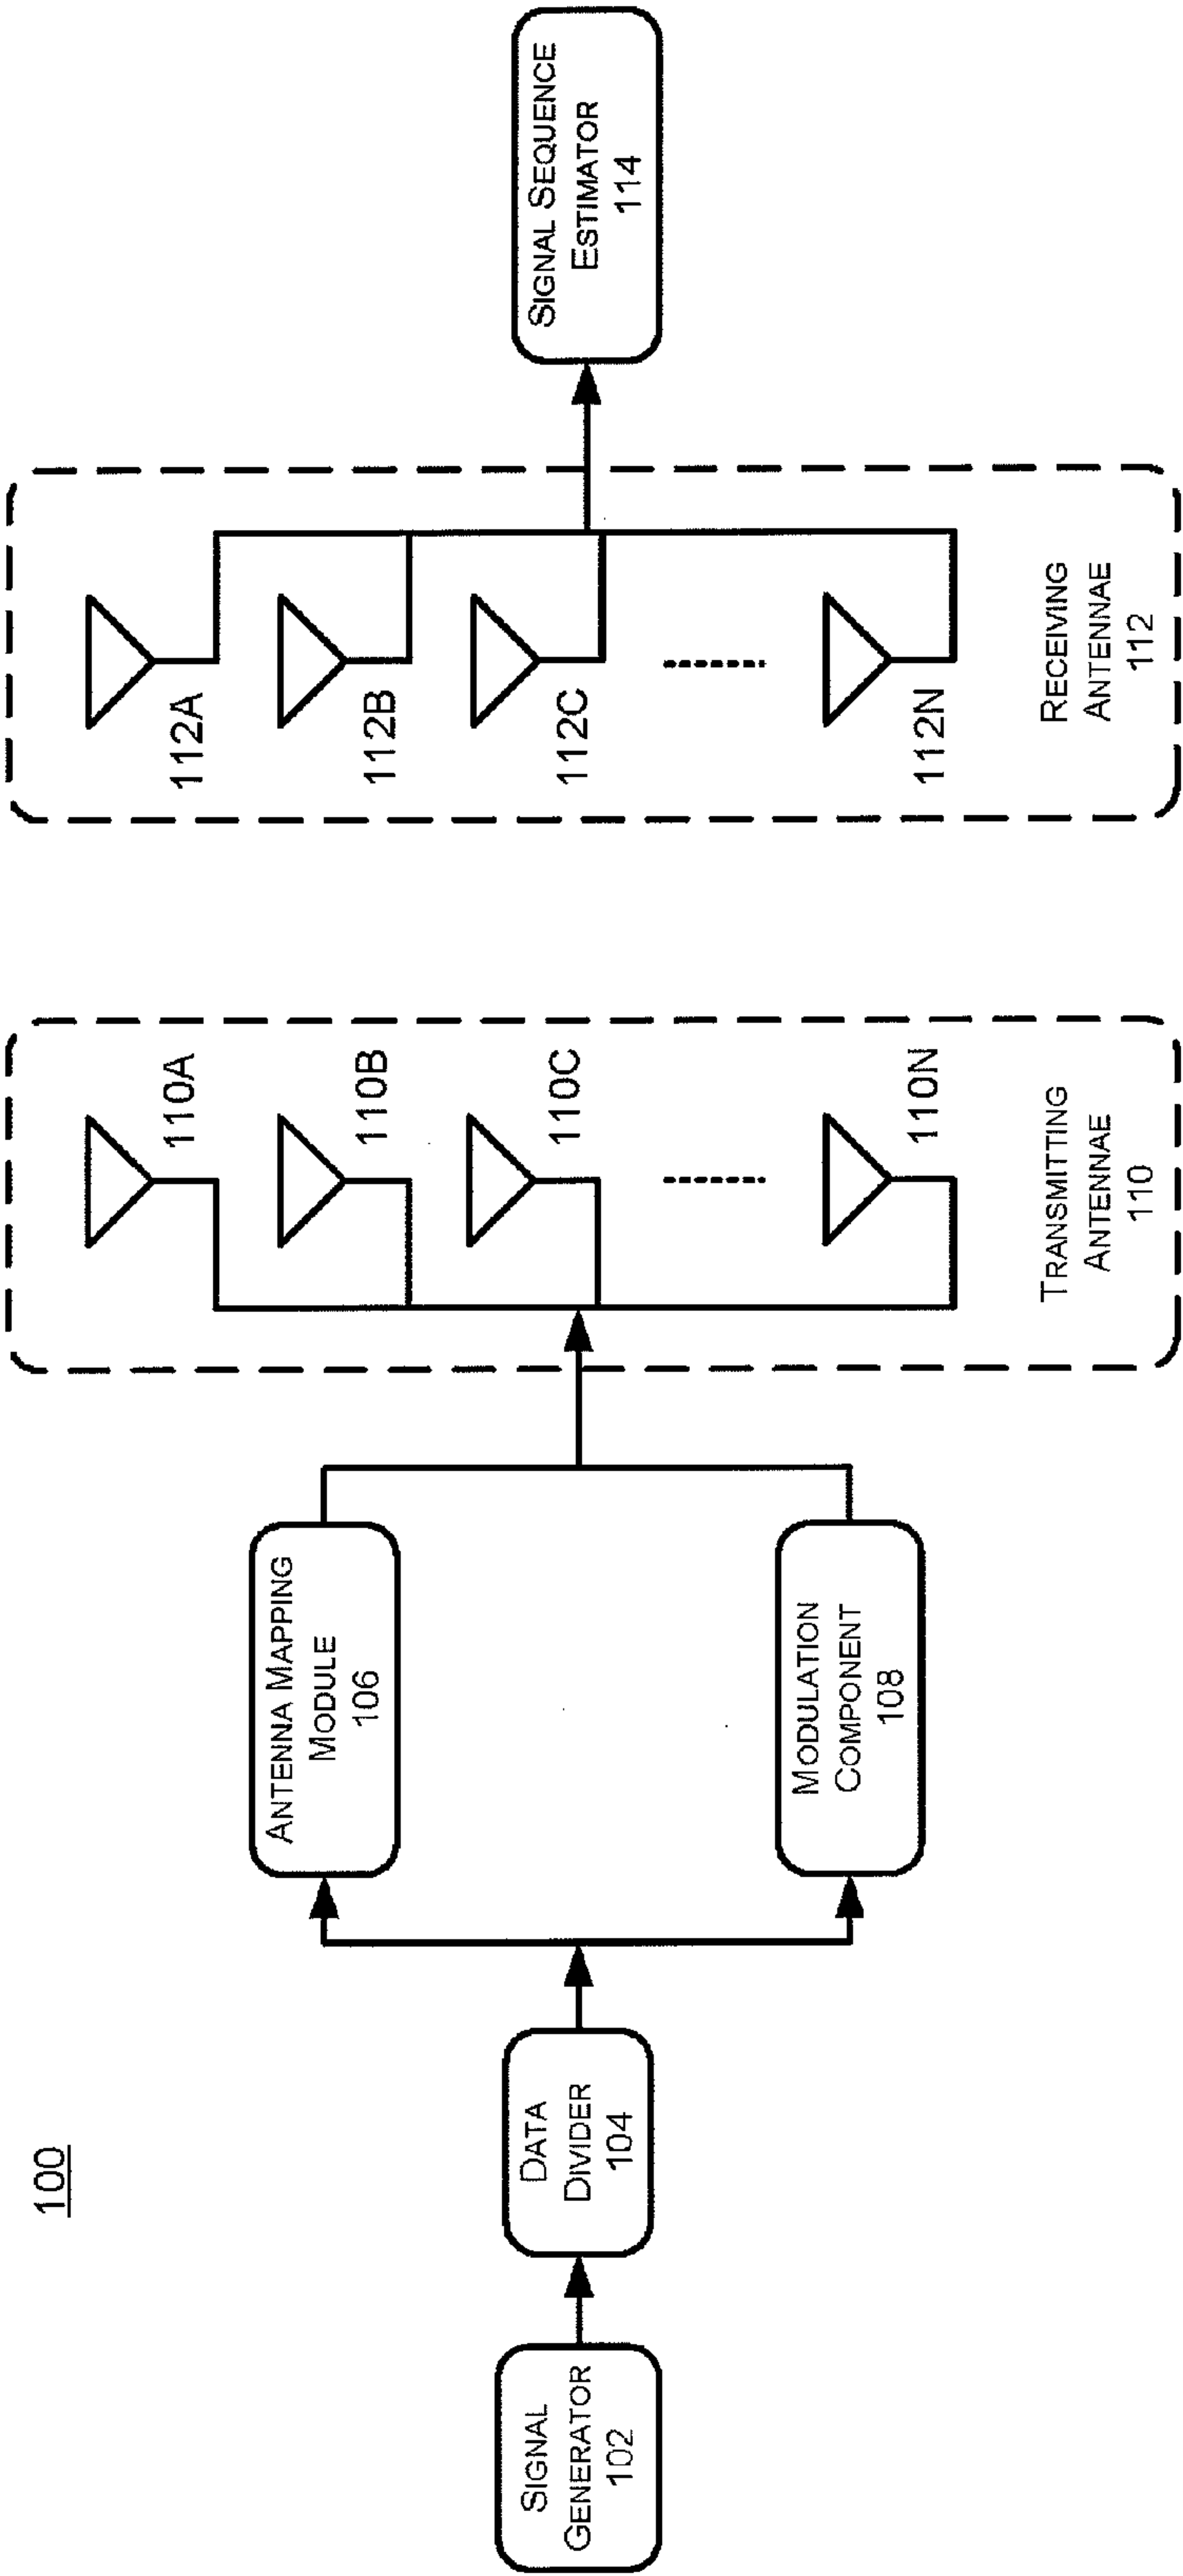 100
SIGNAL
GENERATOR
102
DATA
DIVIDER
104
ANTENNA MAPPING
MODULE
106
MODULATION
COMPONENT
108
110A
110B
110C
110N
TRANSMITTING
ANTENNAE
110
112A
112B
112C
112N
RECEIVING
ANTENNAE
112
SIGNAL SEQUENCE
ESTIMATOR
114